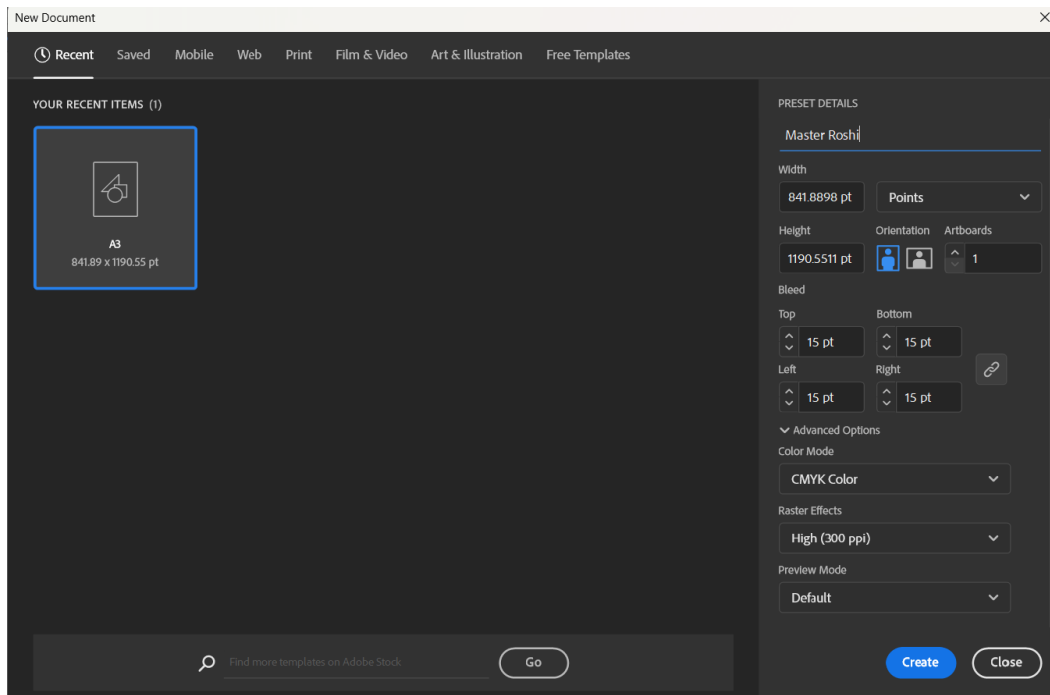 New Document
Recent Saved Mobile Web Print Film & Video Art & Illustration Free Templates
YOUR RECENT ITEMS (1)
A3
841.89 x 1190.55 pt
Find more templates on Adobe Stock
Go
PRESET DETAILS
Master Roshi
Width
841.8898 pt Points
Height Orientation Artboards
1190.5511 pt 1
Bleed
Top Bottom
15 pt 15 pt
Left Right
15 pt 15 pt
Advanced Options
Color Mode
CMYK Color
Raster Effects
High (300 ppi)
Preview Mode
Default
Create Close